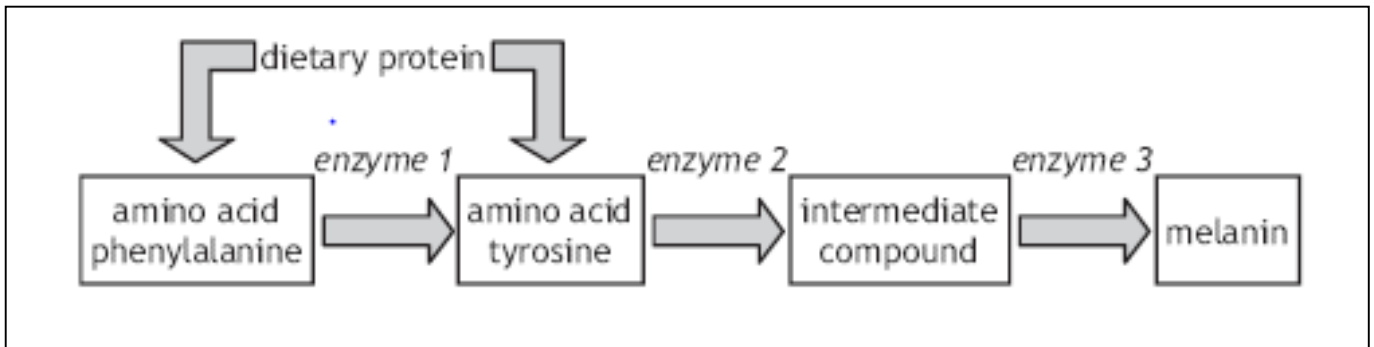 dietary protein
enzyme 1
enzyme 2
enzyme 3
amino acid
phenylalanine
amino acid
tyrosine
intermediate
compound
melanin